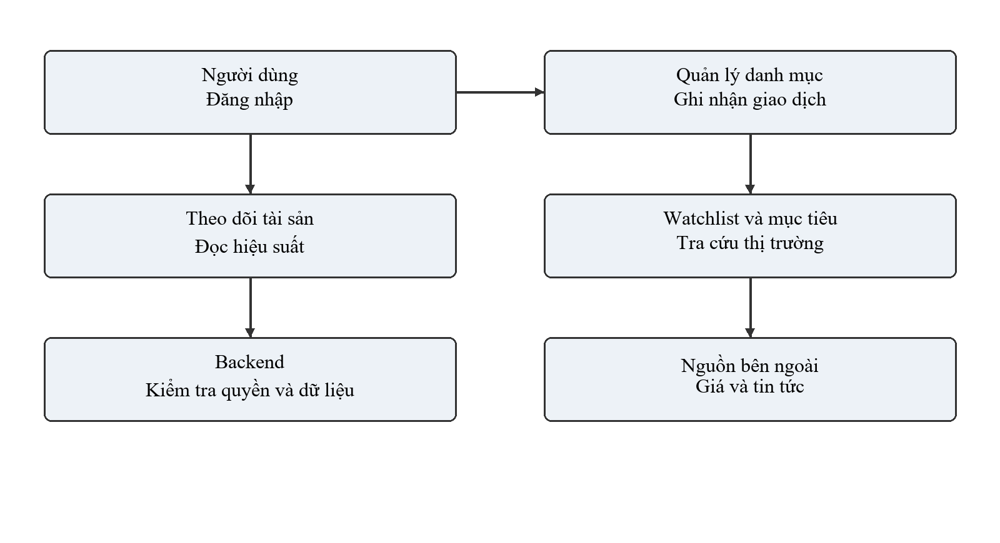 Người dùng
Đăng nhập
Quản lý danh mục
Ghi nhận giao dịch
Theo dõi tài sản
Đọc hiệu suất
Watchlist và mục tiêu
Tra cứu thị trường
Backend
Kiểm tra quyền và dữ liệu
Nguồn bên ngoài
Giá và tin tức